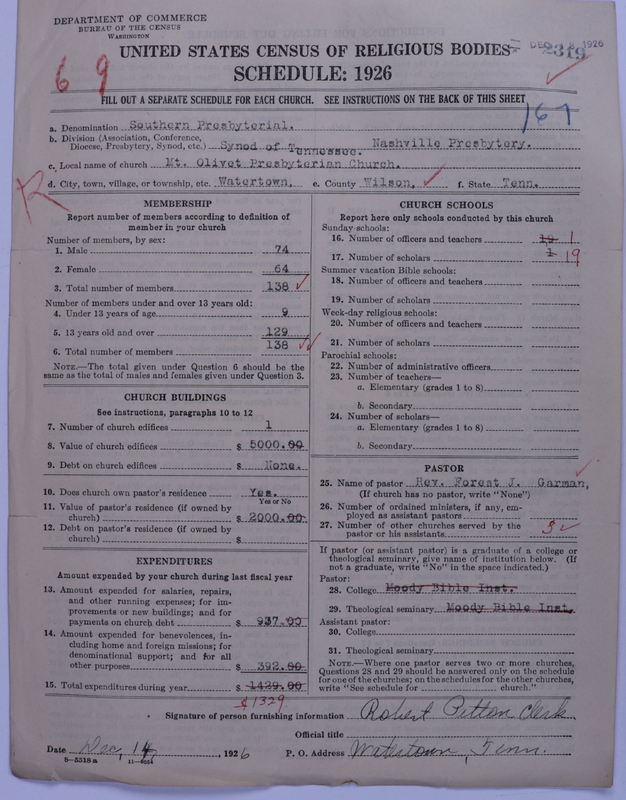 DEPARTMENT OF COMMERCE
BUREAU OF THE CENSUS
WASHINGTON
UNITED STATES CENSUS OF RELIGIOUS BODIES
SCHEDULE: 1926
DEC 1926
2319
69
FILL OUT A SEPARATE SCHEDULE FOR EACH CHURCH. SEE INSTRUCTIONS ON THE BACK OF THIS SHEET
167
a. Denomination Southern Presbyterial.
b. Division (Association, Conference,
Diocese, Presbytery, Synod, etc.) Synod of Tennessee. Nashville Presbytery.
c. Local name of church Mt. Olivet Presbyterian Church.
d. City, town, village, or township, etc. Watertown, e. County Wilson, f. State Tenn.
R
MEMBERSHIP
Report number of members according to definition of
member in your church
Number of members, by sex:
1. Male 74
2. Female 64
3. Total number of members 138
Number of members under and over 13 years old:
4. Under 13 years of age 9
5. 13 years old and over 129
6. Total number of members 138
NOTE.—The total given under Question 6 should be the
same as the total of males and females given under Question 3.
CHURCH BUILDINGS
See instructions, paragraphs 10 to 12
7. Number of church edifices 1
8. Value of church edifices $ 5000.00
9. Debt on church edifices $ None.
10. Does church own pastor's residence Yes.
Yes or No
11. Value of pastor's residence (if owned by
church) $ 2000.00
12. Debt on pastor's residence (if owned by
church) $
EXPENDITURES
Amount expended by church during last fiscal year
13. Amount expended for salaries, repairs,
and other running expenses; for im-
provements or new buildings; and for
payments on church debt $ 937.00
14. Amount expended for benevolences, in-
cluding home and foreign missions; for
denominational support; and for all
other purposes $ 392.00
15. Total expenditures during year $ 1429.00
$1329
CHURCH SCHOOLS
Report here only schools conducted by this church
Sunday schools:
16. Number of officers and teachers 19 1
17. Number of scholars 1 19
Summer vacation Bible schools:
18. Number of officers and teachers
19. Number of scholars
Week-day religious schools:
20. Number of officers and teachers
21. Number of scholars
Parochial schools:
22. Number of administrative officers
23. Number of teachers—
a. Elementary (grades 1 to 8)
b. Secondary
24. Number of scholars—
a. Elementary (grades 1 to 8)
b. Secondary
PASTOR
25. Name of pastor Rev. Forest J. Garman,
(If church has no pastor, write "None")
26. Number of ordained ministers, if any, em-
ployed as assistant pastors
27. Number of other churches served by the
pastor or his assistants 3
If pastor (or assistant pastor) is a graduate of a college or
theological seminary, give name of institution below. (If
not a graduate, write "No" in the space indicated.)
Pastor:
28. College Moody Bible Inst.
29. Theological seminary Moody Bible Inst.
Assistant pastor:
30. College
31. Theological seminary
NOTE.—Where one pastor serves two or more churches,
Questions 28 and 29 should be answered only on the schedule
for one of the churches; on the schedules for the other churches,
write "See schedule for church."
Signature of person furnishing information Robert Patton Clerk
Official title
Date Dec, 14, 1926 P. O. Address Watertown, Tenn.
8-5518 a 11-9054